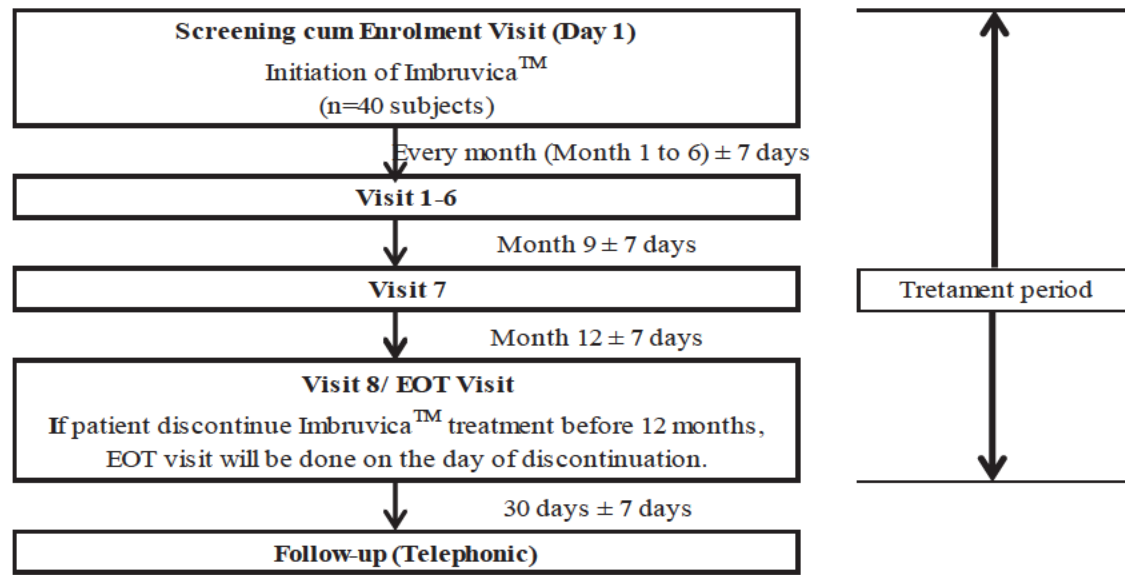 Screening cum Enrolment Visit (Day 1)
Initiation of Imbruvica™
(n=40 subjects)
Every month (Month 1 to 6) ± 7 days
Visit 1-6
Month 9 ± 7 days
Visit 7
Tretament period
Month 12 ± 7 days
Visit 8/ EOT Visit
If patient discontinue Imbruvica™ treatment before 12 months,
EOT visit will be done on the day of discontinuation.
30 days ± 7 days
Follow-up (Telephonic)